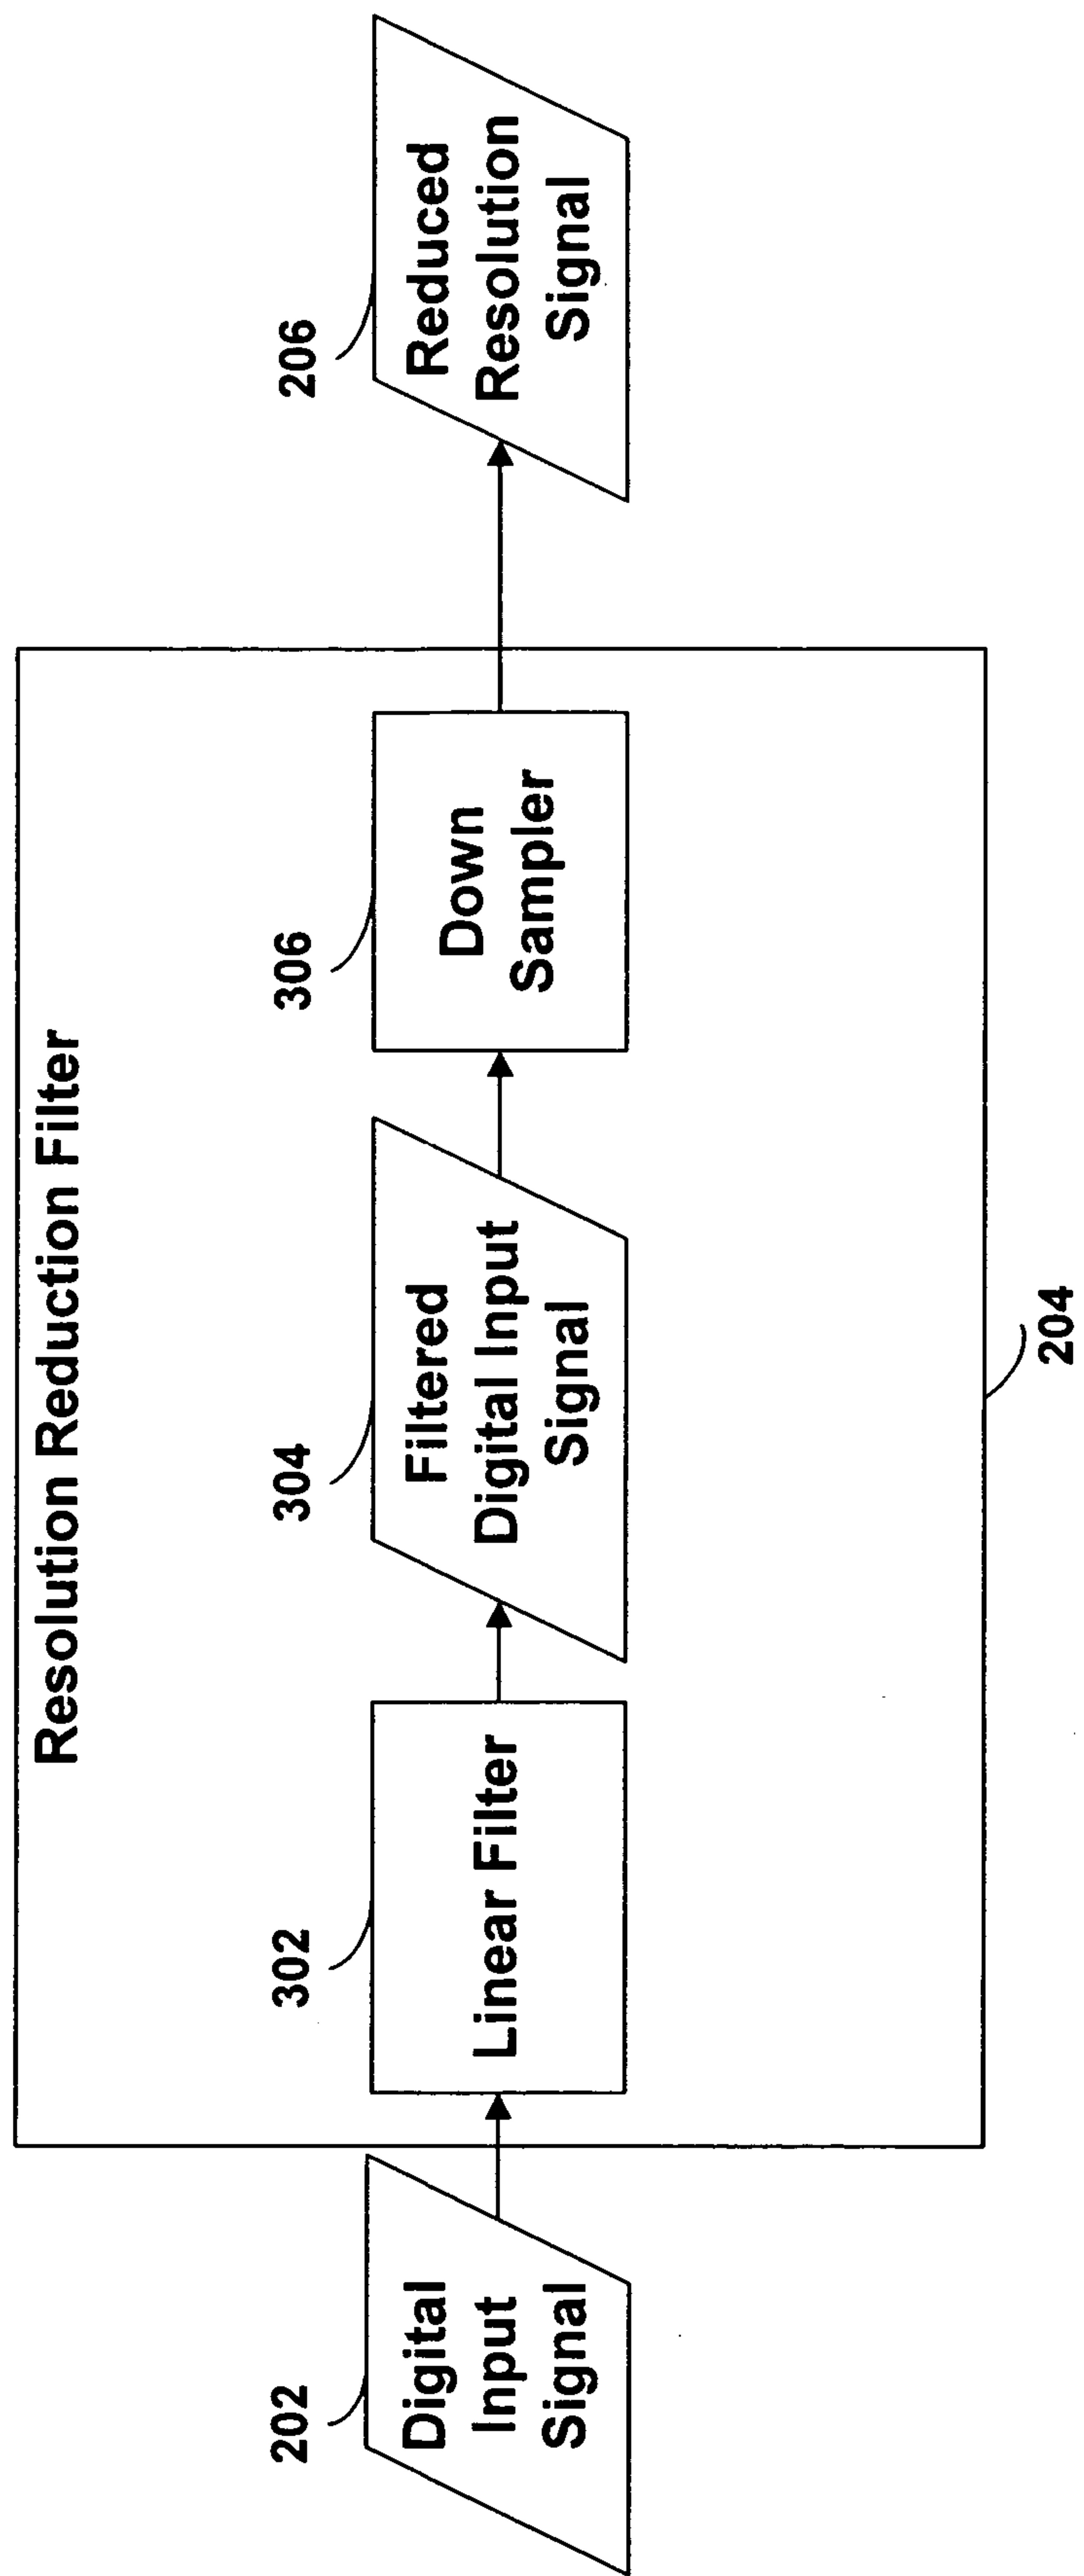 Resolution Reduction Filter
202
Digital
Input
Signal
302
Linear Filter
304
Filtered
Digital Input
Signal
306
Down
Sampler
206
Reduced
Resolution
Signal
204